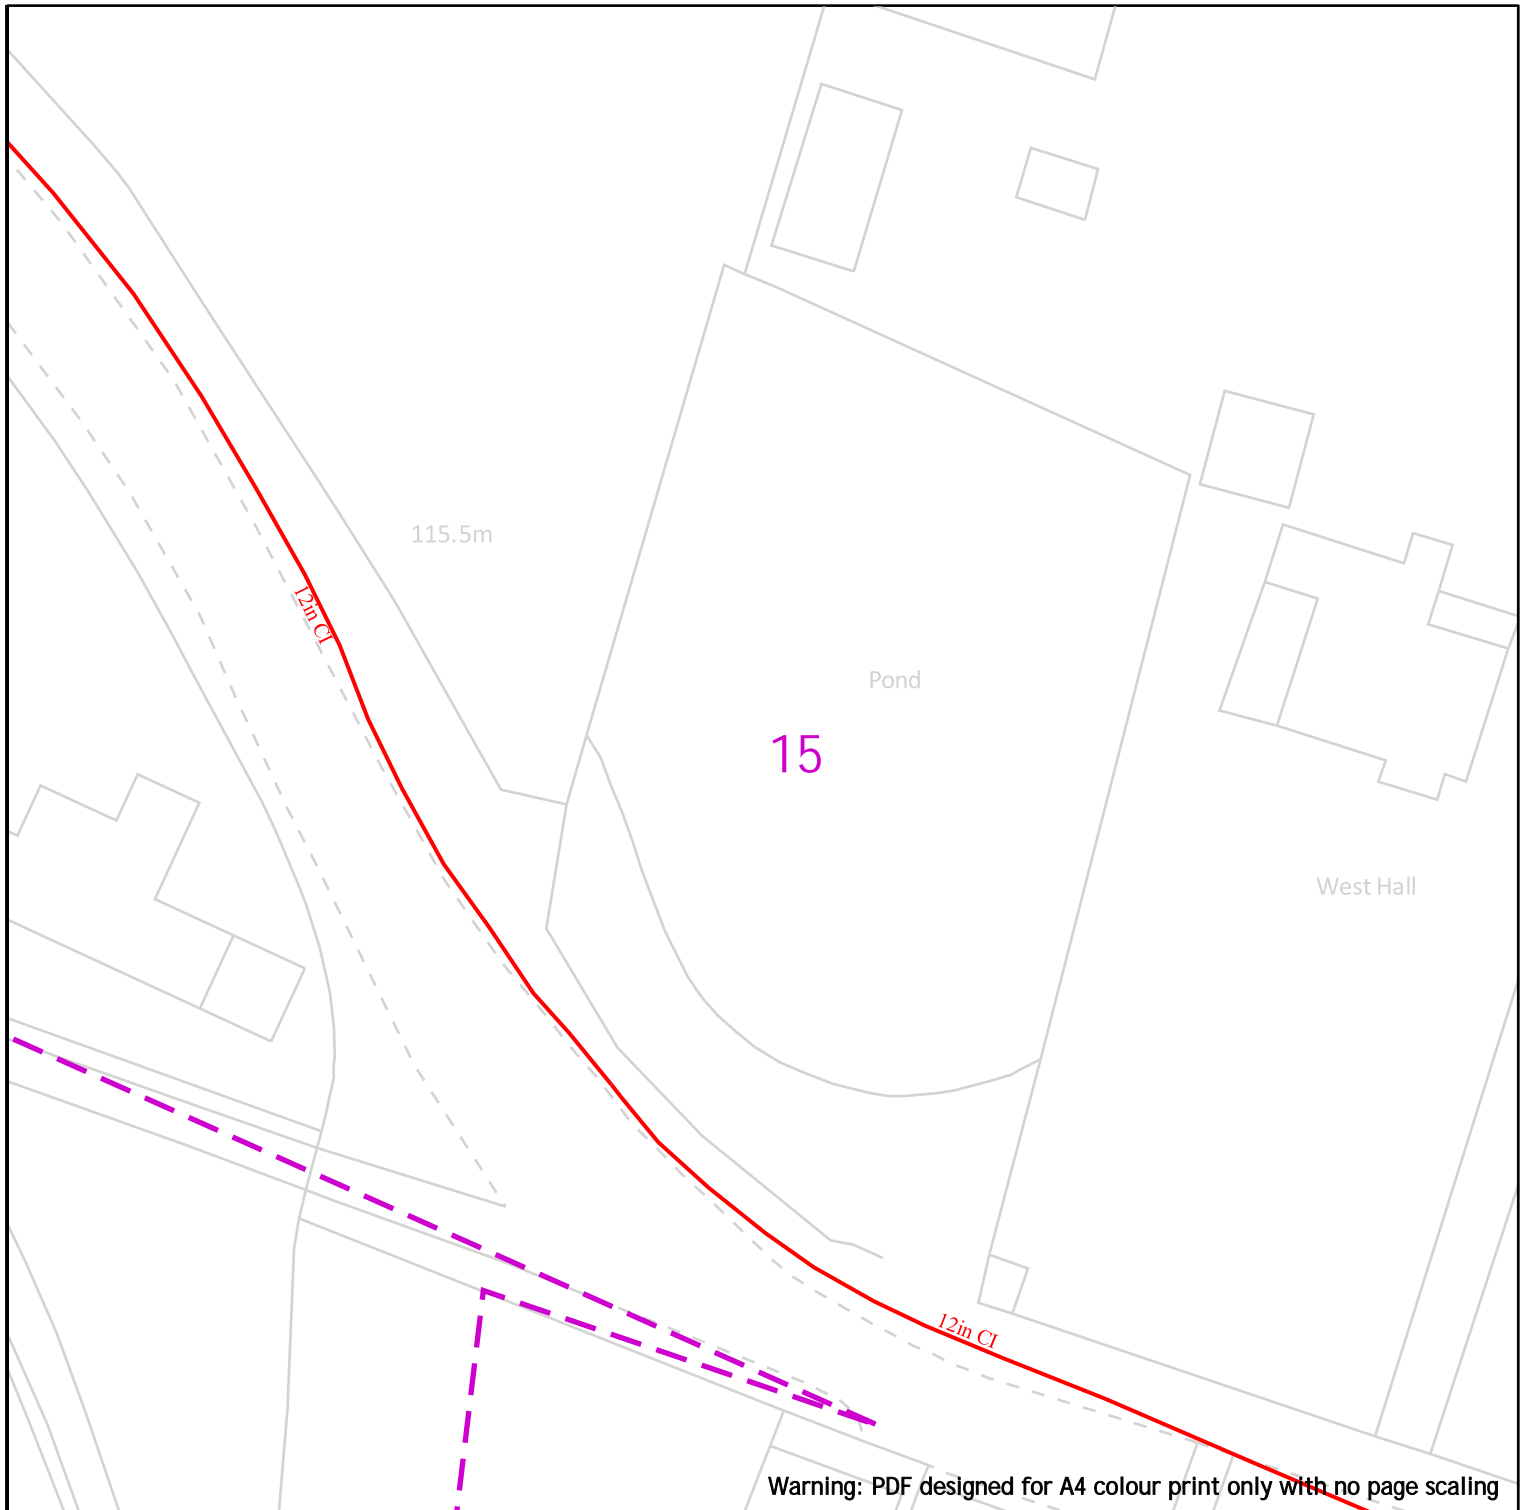 115.5m
12in CI
Pond
15
West Hall
12in CI
Warning: PDF designed for A4 colour print only with no page scaling